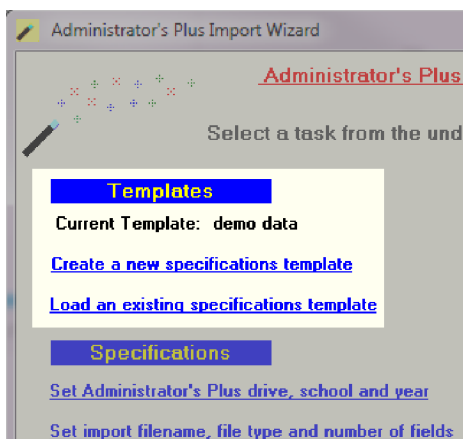 Administrator's Plus Import Wizard
Administrator's Plus
Select a task from the
Templates
Current Template: demo data
Create a new specifications template
Load an existing specifications template
Specifications
Set Administrator's Plus drive, school and year
Set import filename, file type and number of fields